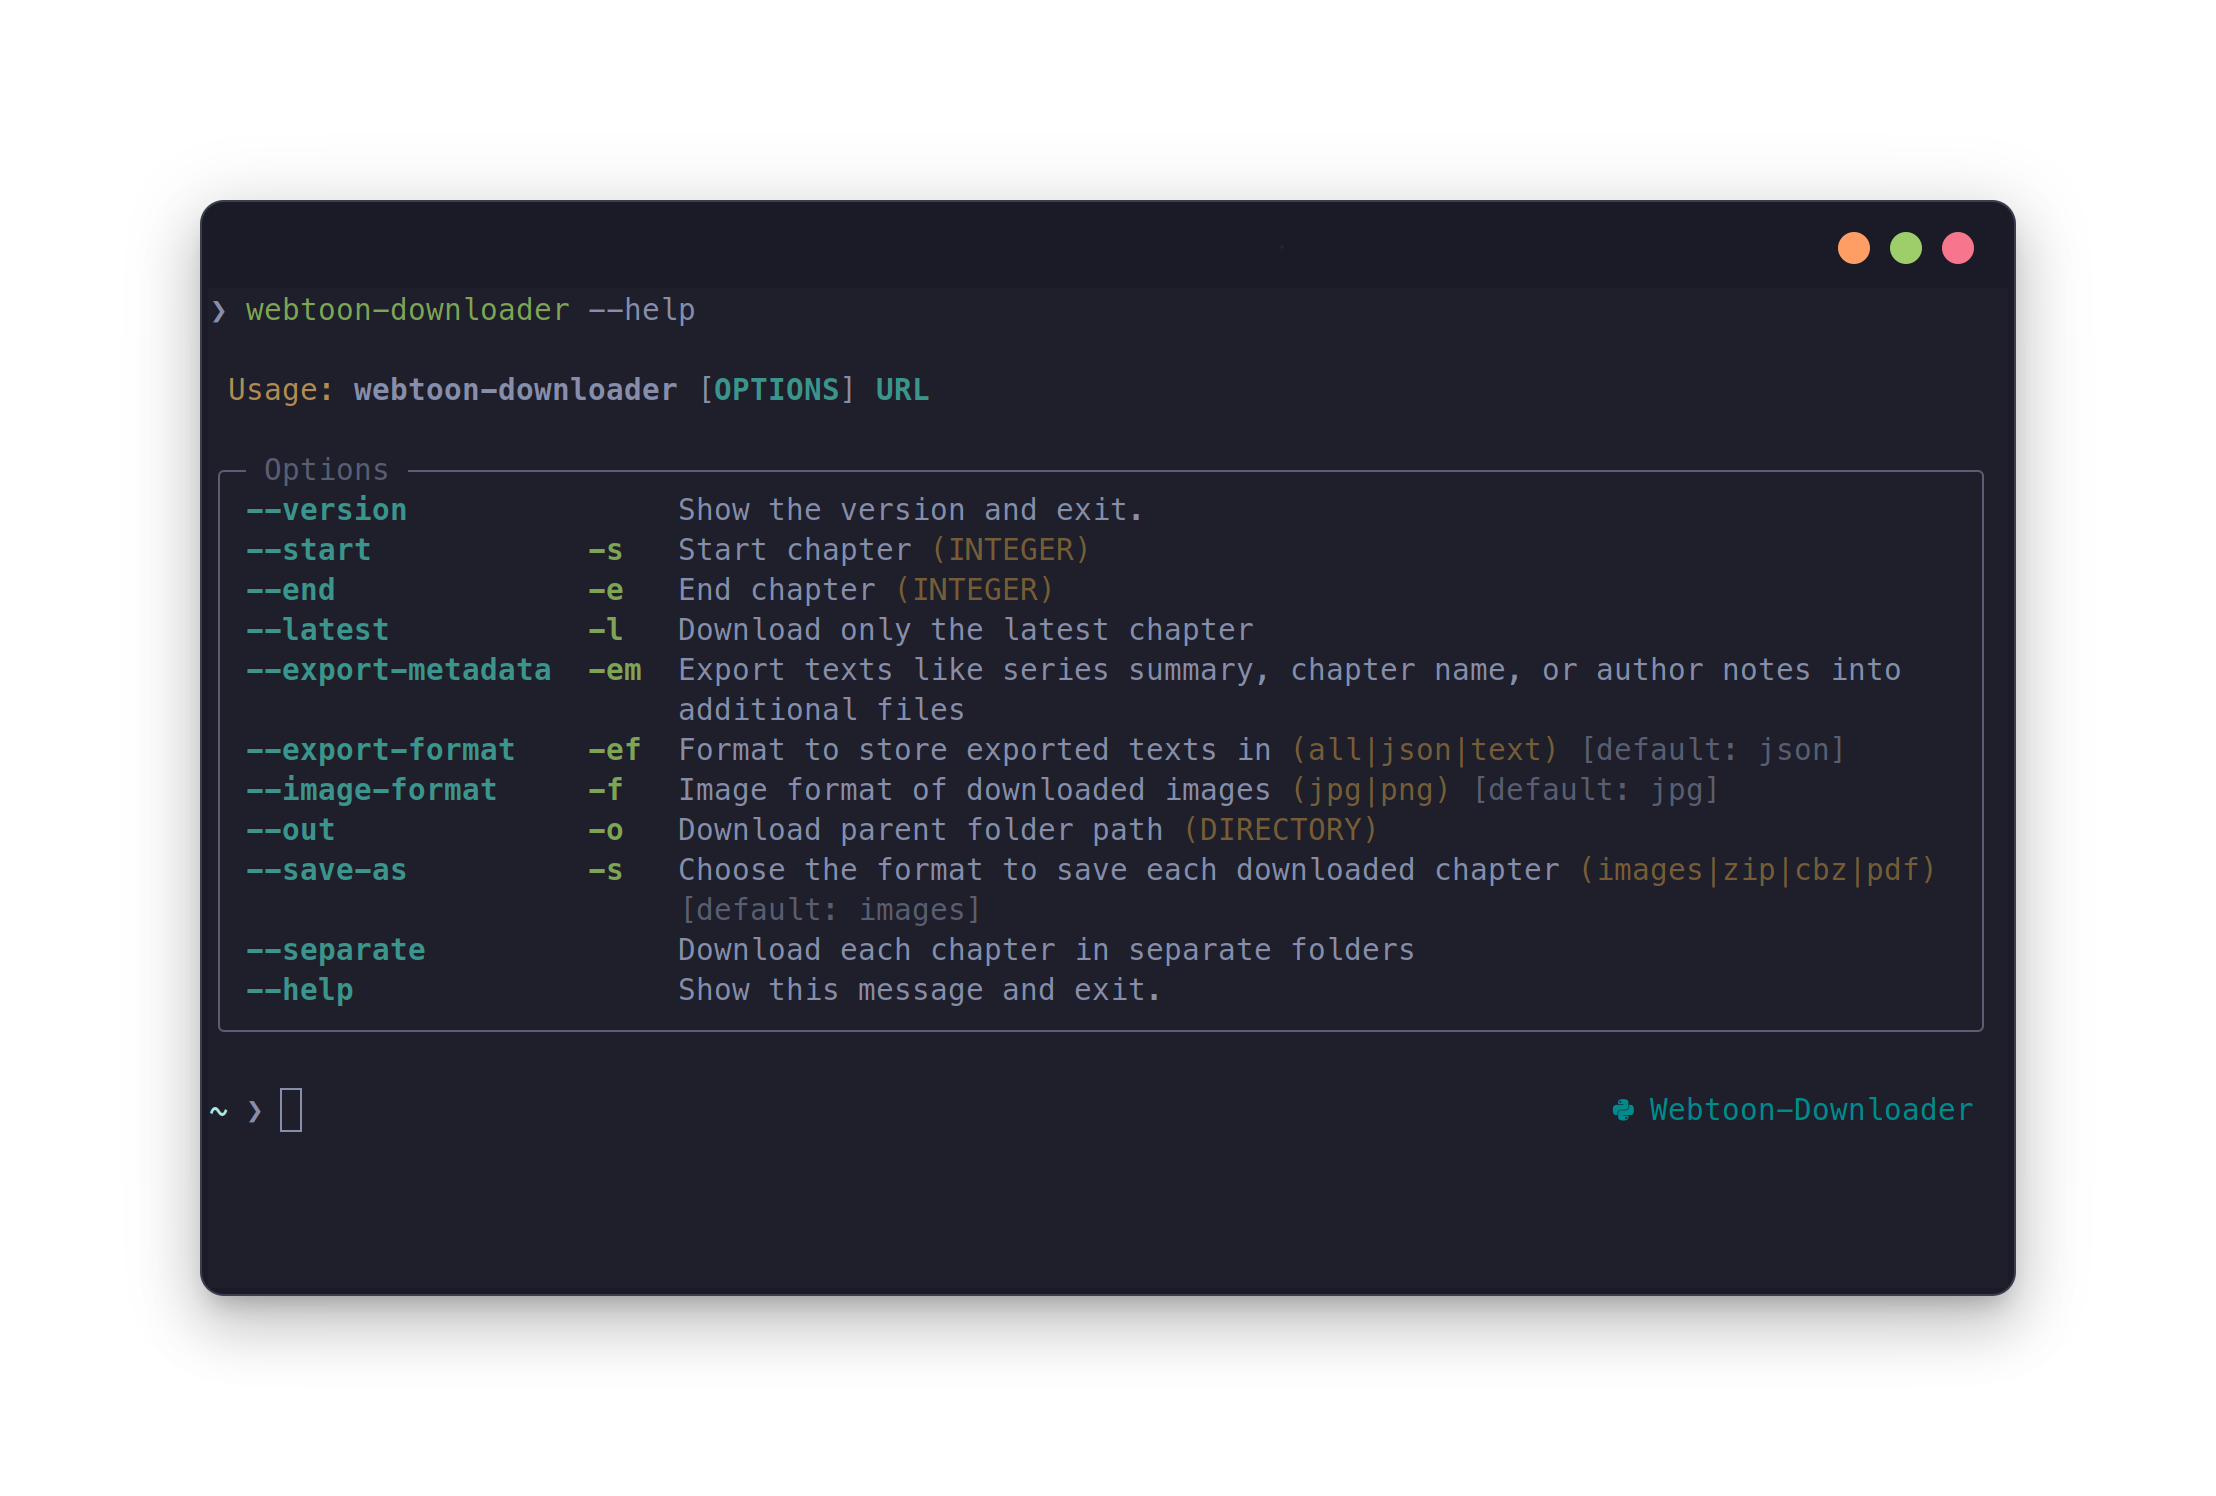 ❯ webtoon-downloader --help
Usage: webtoon-downloader [OPTIONS] URL
Options
--version Show the version and exit.
--start -s Start chapter (INTEGER)
--end -e End chapter (INTEGER)
--latest -l Download only the latest chapter
--export-metadata -em Export texts like series summary, chapter name, or author notes into
additional files
--export-format -ef Format to store exported texts in (all|json|text) [default: json]
--image-format -f Image format of downloaded images (jpg|png) [default: jpg]
--out -o Download parent folder path (DIRECTORY)
--save-as -s Choose the format to save each downloaded chapter (images|zip|cbz|pdf)
[default: images]
--separate Download each chapter in separate folders
--help Show this message and exit.
~ ❯ Webtoon-Downloader